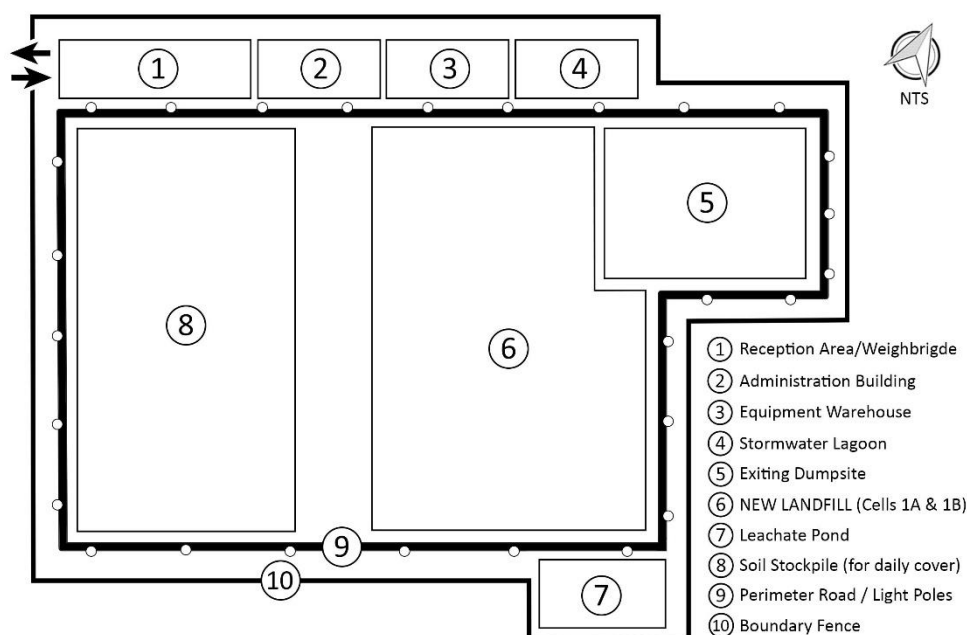 1
2
3
4
NTS
5
8
6
9
10
7
1 Reception Area/Weighbrigde
2 Administration Building
3 Equipment Warehouse
4 Stormwater Lagoon
5 Exiting Dumpsite
6 NEW LANDFILL (Cells 1A & 1B)
7 Leachate Pond
8 Soil Stockpile (for daily cover)
9 Perimeter Road / Light Poles
10 Boundary Fence